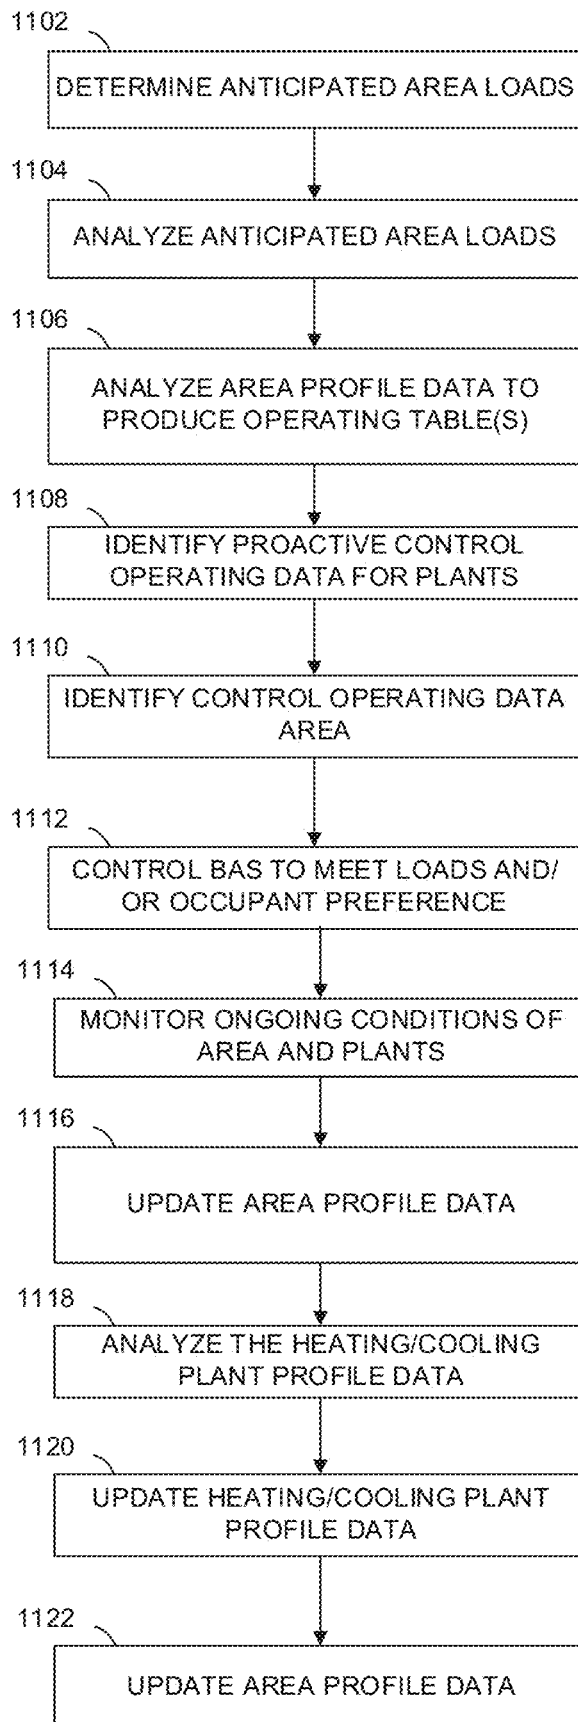 1102
DETERMINE ANTICIPATED AREA LOADS
1104
ANALYZE ANTICIPATED AREA LOADS
1106
ANALYZE AREA PROFILE DATA TO
PRODUCE OPERATING TABLE(S)
1108
IDENTIFY PROACTIVE CONTROL
OPERATING DATA FOR PLANTS
1110
IDENTIFY CONTROL OPERATING DATA
AREA
1112
CONTROL BAS TO MEET LOADS AND/
OR OCCUPANT PREFERENCE
1114
MONITOR ONGOING CONDITIONS OF
AREA AND PLANTS
1116
UPDATE AREA PROFILE DATA
1118
ANALYZE THE HEATING/COOLING
PLANT PROFILE DATA
1120
UPDATE HEATING/COOLING PLANT
PROFILE DATA
1122
UPDATE AREA PROFILE DATA